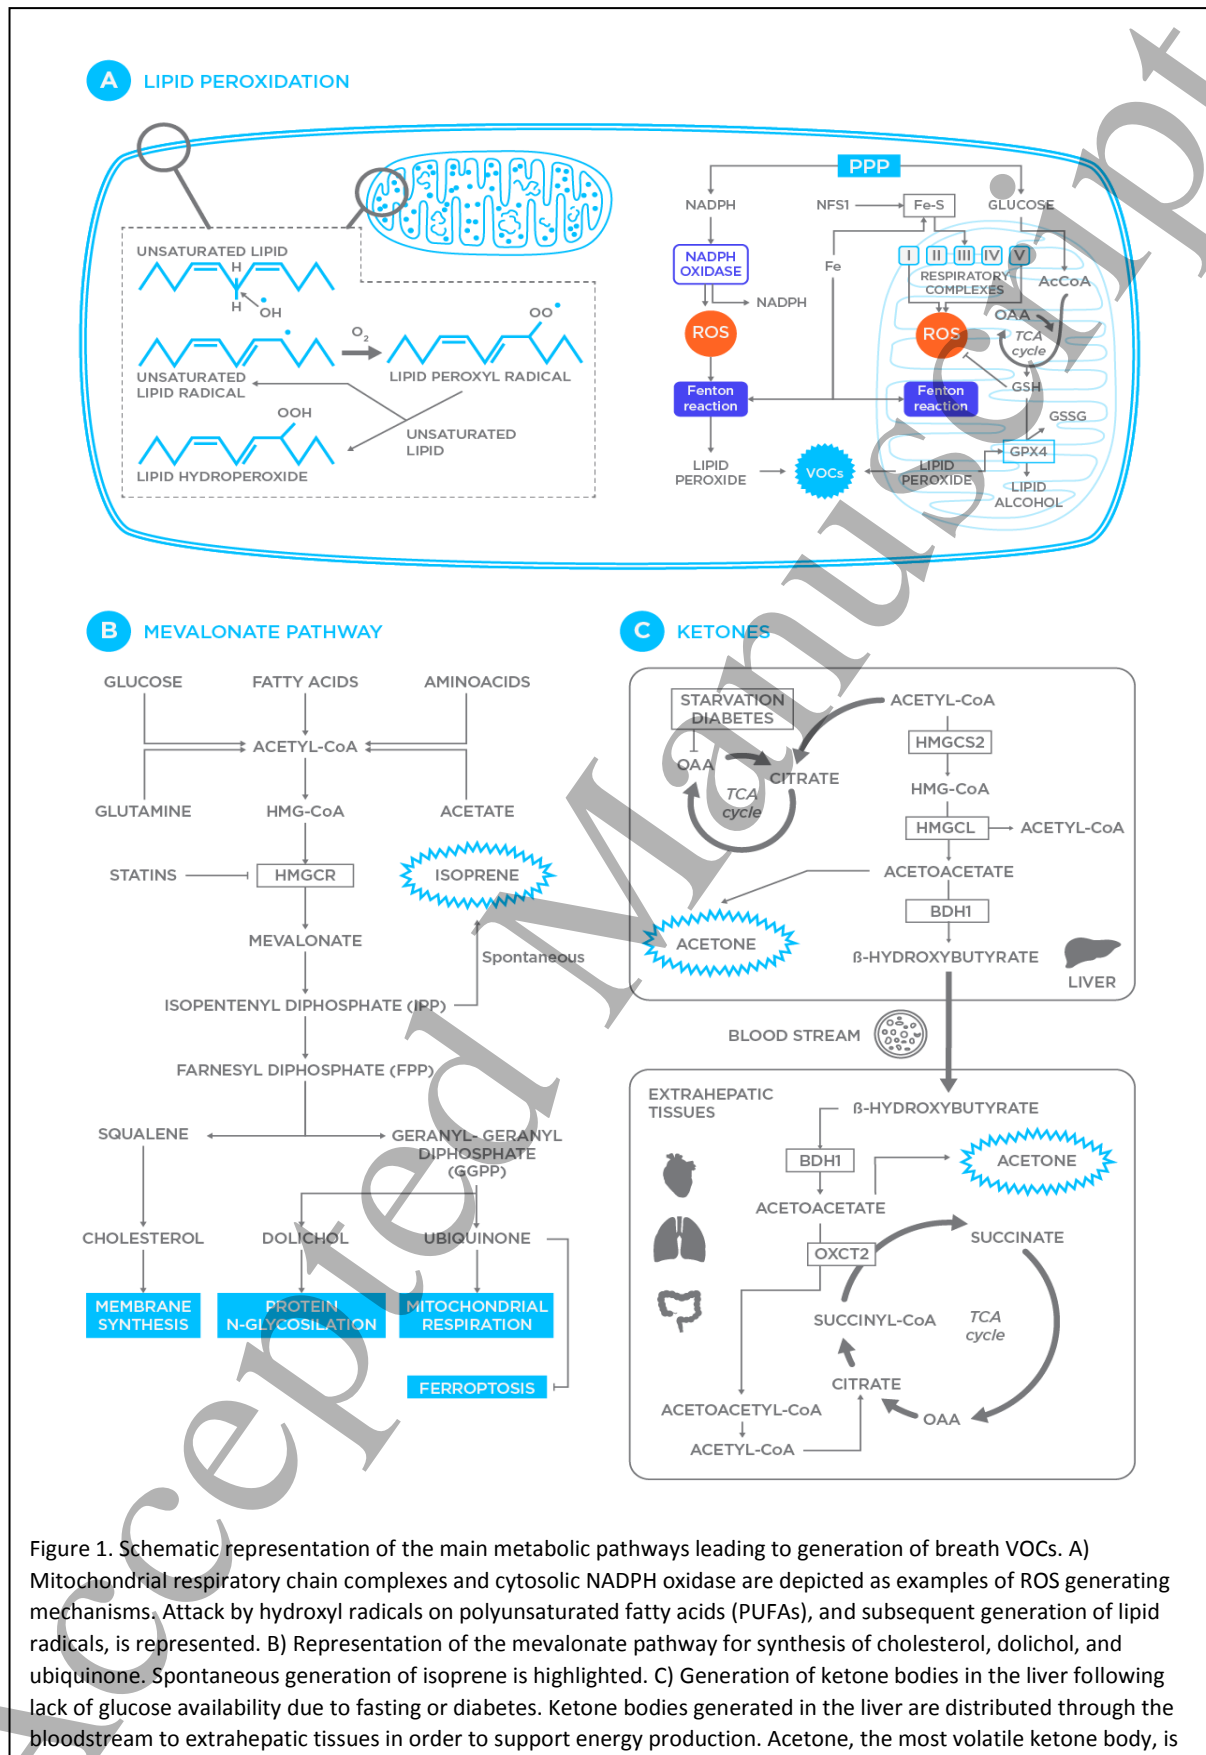 A LIPID PEROXIDATION
UNSATURATED LIPID
H
H
•OH
UNSATURATED
LIPID RADICAL
O2
OO•
LIPID PEROXYL RADICAL
OOH
LIPID HYDROPEROXIDE
UNSATURATED
LIPID
PPP
NADPH
NFS1
Fe-S
GLUCOSE
NADPH
OXIDASE
Fe
I II III IV V
RESPIRATORY
COMPLEXES
AcCoA
NADPH
ROS
ROS
OAA
TCA
cycle
GSH
Fenton
reaction
Fenton
reaction
GSSG
GPX4
LIPID
PEROXIDE
VOCs
LIPID
PEROXIDE
LIPID
ALCOHOL
B MEVALONATE PATHWAY
GLUCOSE
FATTY ACIDS
AMINOACIDS
ACETYL-CoA
GLUTAMINE
HMG-CoA
ACETATE
STATINS
HMGCR
ISOPRENE
MEVALONATE
Spontaneous
ISOPENTENYL DIPHOSPHATE (IPP)
FARNESYL DIPHOSPHATE (FPP)
SQUALENE
GERANYL- GERANYL
DIPHOSPHATE
(GGPP)
CHOLESTEROL
DOLICHOL
UBIQUINONE
MEMBRANE
SYNTHESIS
PROTEIN
N-GLYCOSILATION
MITOCHONDRIAL
RESPIRATION
FERROPTOSIS
C KETONES
STARVATION
DIABETES
ACETYL-CoA
HMGCS2
OAA
CITRATE
TCA
cycle
HMG-CoA
HMGCL
ACETYL-CoA
ACETOACETATE
BDH1
ACETONE
ß-HYDROXYBUTYRATE
LIVER
BLOOD STREAM
EXTRAHEPATIC
TISSUES
ß-HYDROXYBUTYRATE
BDH1
ACETONE
ACETOACETATE
OXCT2
SUCCINATE
SUCCINYL-CoA
TCA
cycle
CITRATE
OAA
ACETOACETYL-CoA
ACETYL-CoA
Accepted Manuscript
Figure 1. Schematic representation of the main metabolic pathways leading to generation of breath VOCs. A)
Mitochondrial respiratory chain complexes and cytosolic NADPH oxidase are depicted as examples of ROS generating
mechanisms. Attack by hydroxyl radicals on polyunsaturated fatty acids (PUFAs), and subsequent generation of lipid
radicals, is represented. B) Representation of the mevalonate pathway for synthesis of cholesterol, dolichol, and
ubiquinone. Spontaneous generation of isoprene is highlighted. C) Generation of ketone bodies in the liver following
lack of glucose availability due to fasting or diabetes. Ketone bodies generated in the liver are distributed through the
bloodstream to extrahepatic tissues in order to support energy production. Acetone, the most volatile ketone body, is